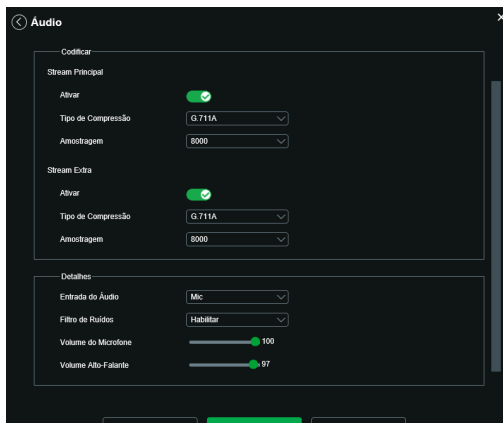 Áudio
Codificar
Stream Principal
Ativar
Tipo de Compressão G.711A
Amostragem 8000
Stream Extra
Ativar
Tipo de Compressão G.711A
Amostragem 8000
Detalhes
Entrada do Áudio Mic
Filtro de Ruídos Habilitar
Volume do Microfone 100
Volume Alto-Falante 97